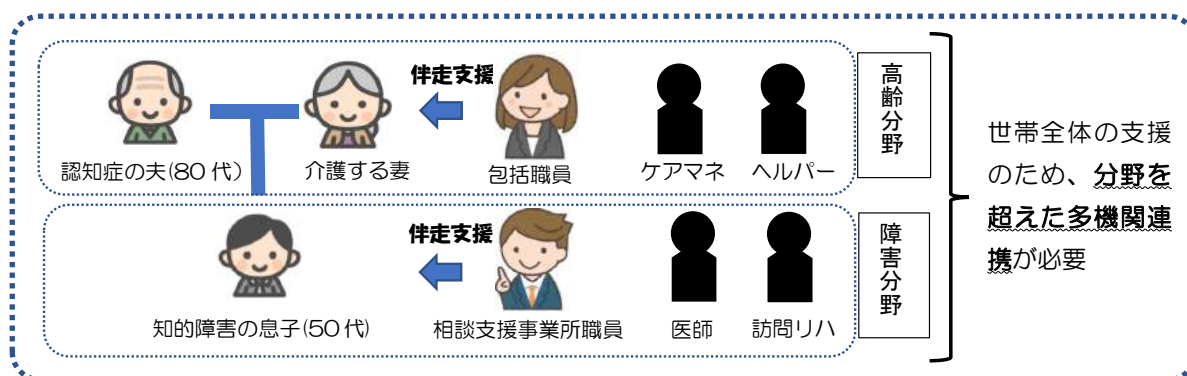 伴走支援
認知症の夫(80代)
介護する妻
包括職員
ケアマネ
ヘルパー
高齢分野
伴走支援
知的障害の息子(50代)
相談支援事業所職員
医師
訪問リハ
障害分野
世帯全体の支援
のため、分野を
超えた多機関連
携が必要